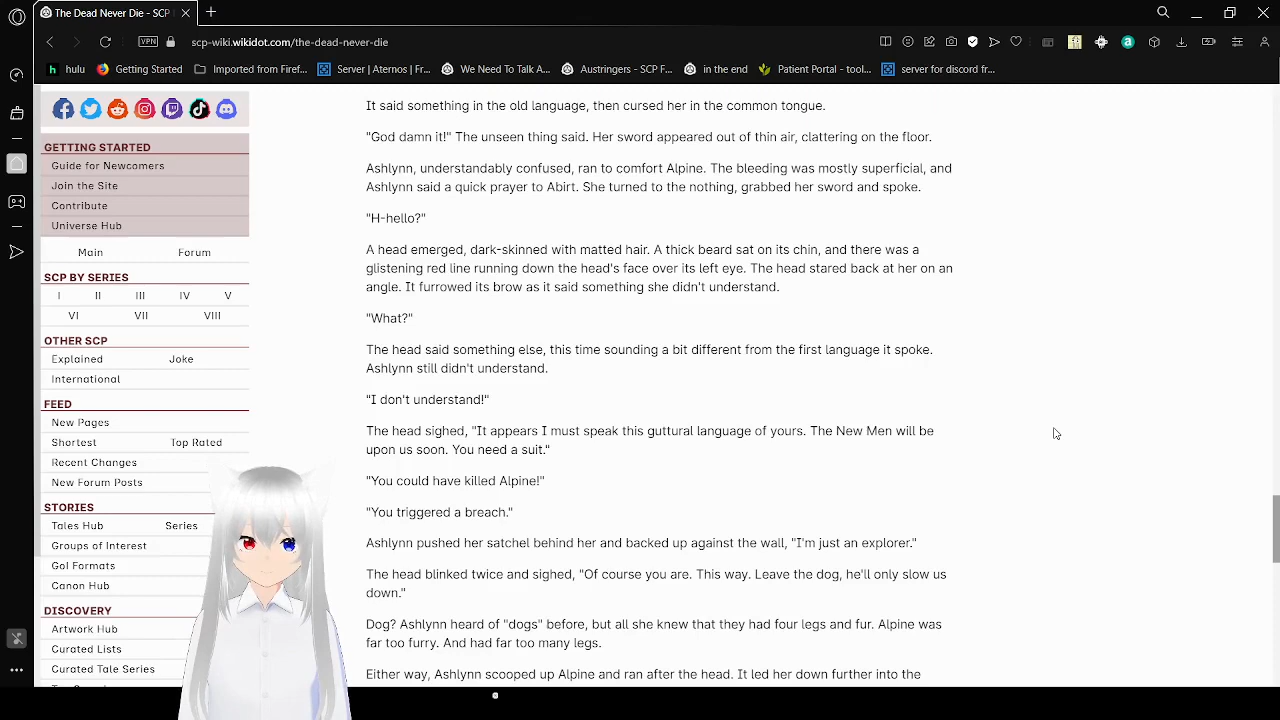 The Dead Never Die - SCP
VPN
scp-wiki.wikidot.com/the-dead-never-die
hulu
Getting Started
Imported from Firef...
Server | Aternos | Fr...
We Need To Talk A...
Austringers - SCP F...
in the end
Patient Portal - tool...
server for discord fr...
GETTING STARTED
Guide for Newcomers
Join the Site
Contribute
Universe Hub
Main Forum
SCP BY SERIES
I II III IV V
VI VII VIII
OTHER SCP
Explained Joke
International
FEED
New Pages
Shortest Top Rated
Recent Changes
New Forum Posts
STORIES
Tales Hub Series
Groups of Interest
GoI Formats
Canon Hub
DISCOVERY
Artwork Hub
Curated Lists
Curated Tale Series
It said something in the old language, then cursed her in the common tongue.
"God damn it!" The unseen thing said. Her sword appeared out of thin air, clattering on the floor.
Ashlynn, understandably confused, ran to comfort Alpine. The bleeding was mostly superficial, and
Ashlynn said a quick prayer to Abirt. She turned to the nothing, grabbed her sword and spoke.
"H-hello?"
A head emerged, dark-skinned with matted hair. A thick beard sat on its chin, and there was a
glistening red line running down the head's face over its left eye. The head stared back at her on an
angle. It furrowed its brow as it said something she didn't understand.
"What?"
The head said something else, this time sounding a bit different from the first language it spoke.
Ashlynn still didn't understand.
"I don't understand!"
The head sighed, "It appears I must speak this guttural language of yours. The New Men will be
upon us soon. You need a suit."
"You could have killed Alpine!"
"You triggered a breach."
Ashlynn pushed her satchel behind her and backed up against the wall, "I'm just an explorer."
The head blinked twice and sighed, "Of course you are. This way. Leave the dog, he'll only slow us
down."
Dog? Ashlynn heard of "dogs" before, but all she knew that they had four legs and fur. Alpine was
far too furry. And had far too many legs.
Either way, Ashlynn scooped up Alpine and ran after the head. It led her down further into the